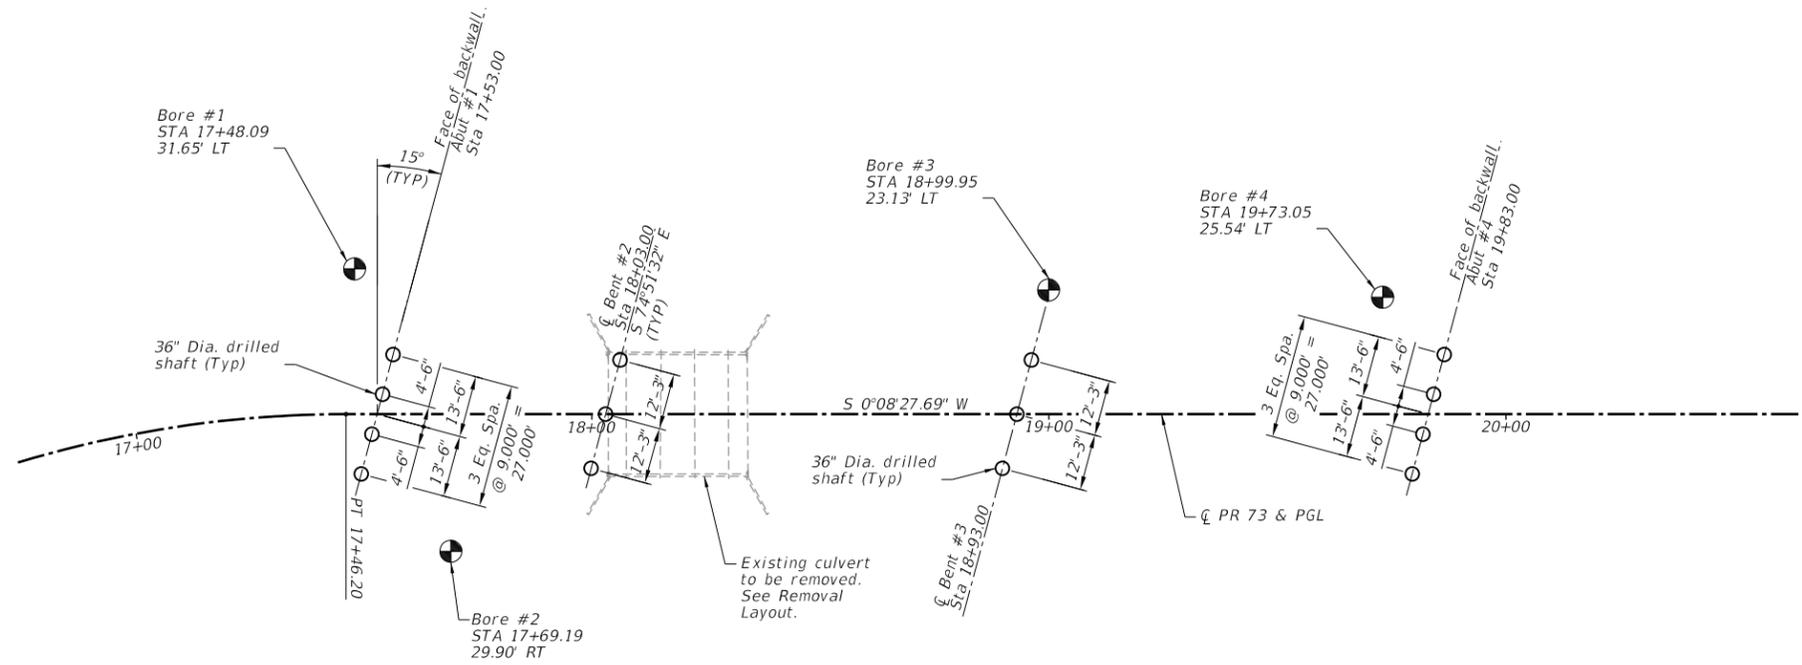 Bore #1
STA 17+48.09
31.65' LT
15°
(TYP)
Face of backwall.
Abut #1
Sta 17+53.00
36" Dia. drilled
shaft (Typ)
4'-6"
4'-6"
13'-6"
13'-6"
3 Eq. Spa.
@ 9.000' =
27.000'
17+00
PT 17+46.20
Bore #2
STA 17+69.19
29.90' RT
℄ Bent #2
Sta 18+03.00
S 74°51'32" E
(TYP)
12'-3"
12'-3"
18+00
Existing culvert
to be removed.
See Removal
Layout.
Bore #3
STA 18+99.95
23.13' LT
S 0°08'27.69" W
36" Dia. drilled
shaft (Typ)
℄ Bent #3
Sta 18+93.00
12'-3"
12'-3"
19+00
℄ PR 73 & PGL
Bore #4
STA 19+73.05
25.54' LT
3 Eq. Spa.
@ 9.000' =
27.000'
13'-6"
13'-6"
4'-6"
4'-6"
Face of backwall.
Abut #4
Sta 19+83.00
20+00